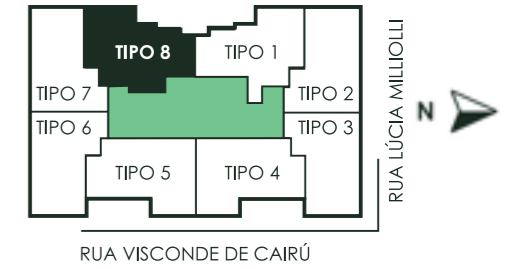 TIPO 8
TIPO 1
TIPO 7
TIPO 2
TIPO 6
TIPO 3
TIPO 5
TIPO 4
RUA LÚCIA MILLIOLLI
N
RUA VISCONDE DE CAIRÚ